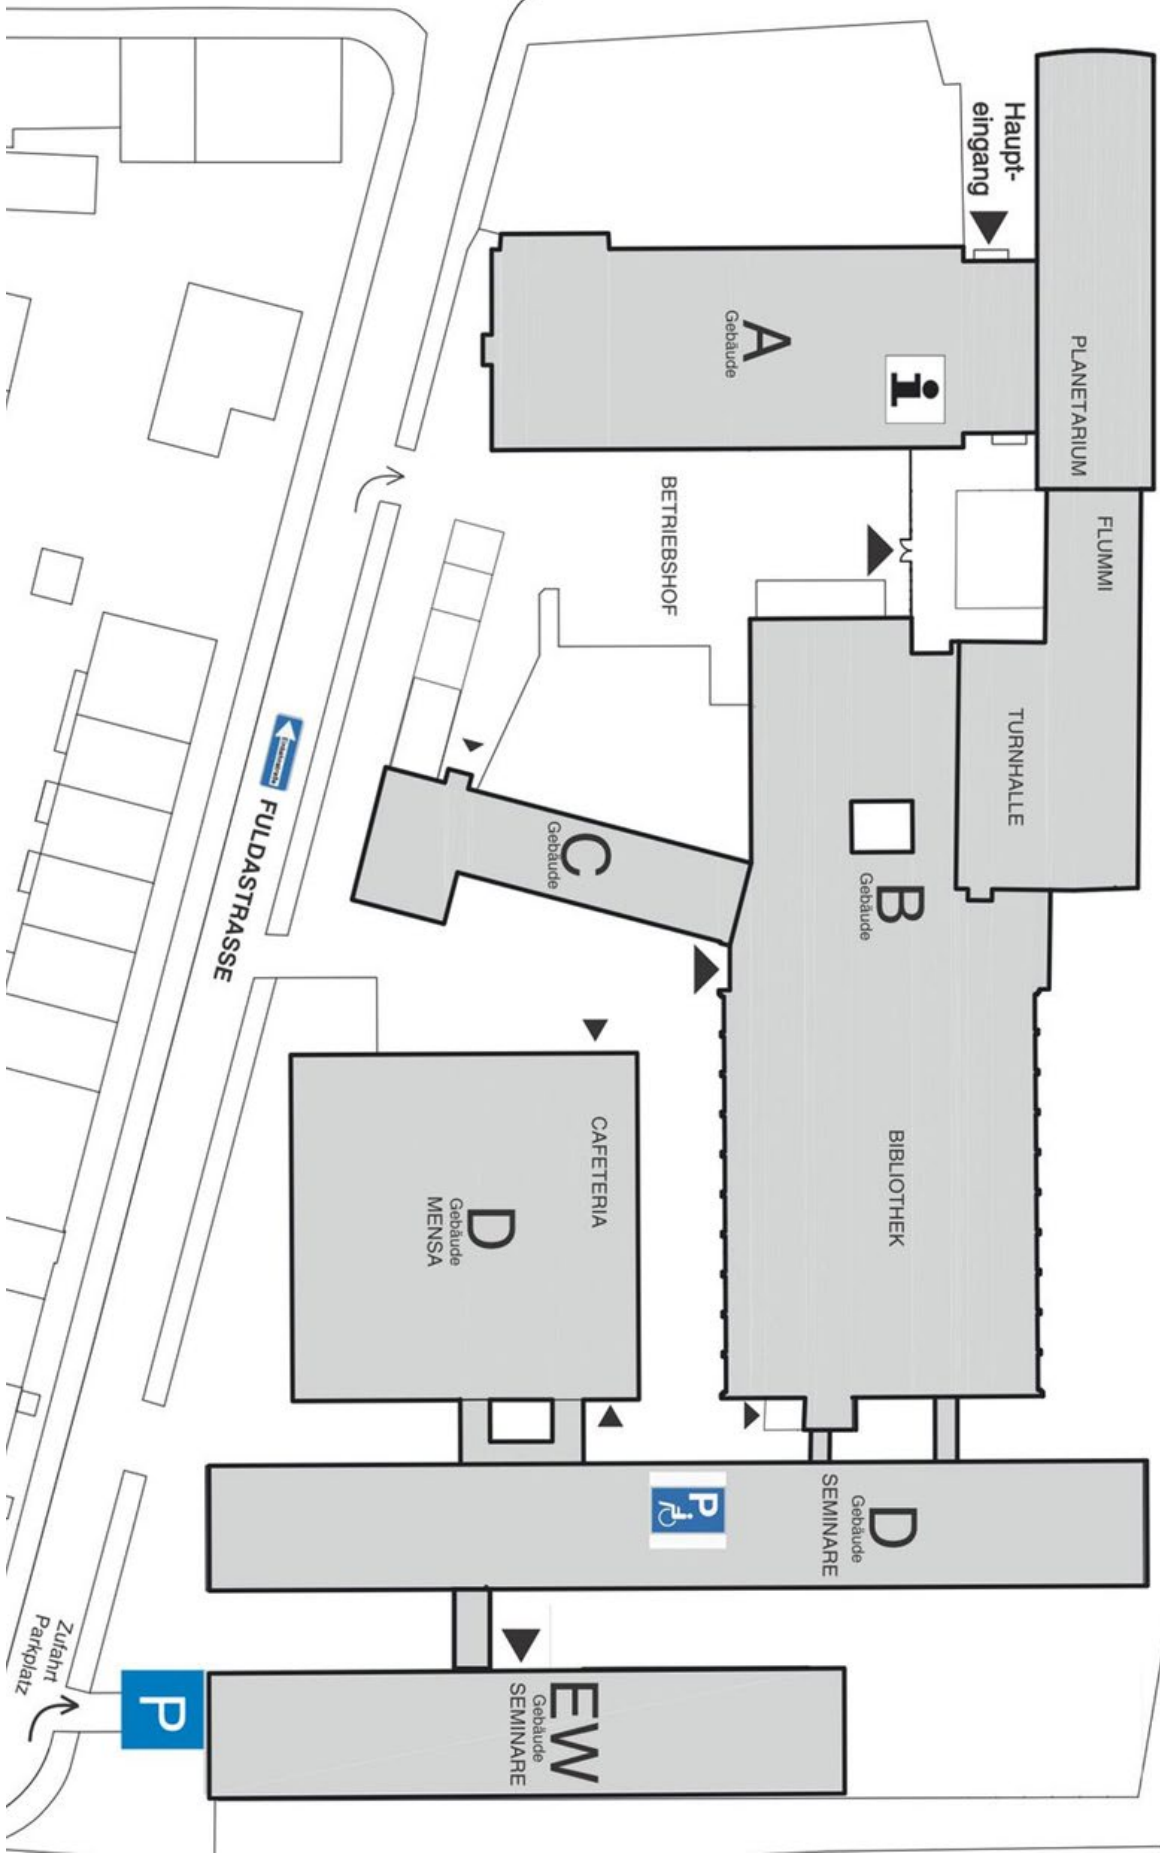 Haupt-
eingang
PLANETARIUM
A
Gebäude
i
FLUMMI
BETRIEBSHOF
TURNHALLE
B
Gebäude
C
Gebäude
Einbahnstraße
FULDASTRASSE
BIBLIOTHEK
CAFETERIA
D
Gebäude
MENSA
D
Gebäude
SEMINARE
P
EW
Gebäude
SEMINARE
Zufahrt
Parkplatz
P